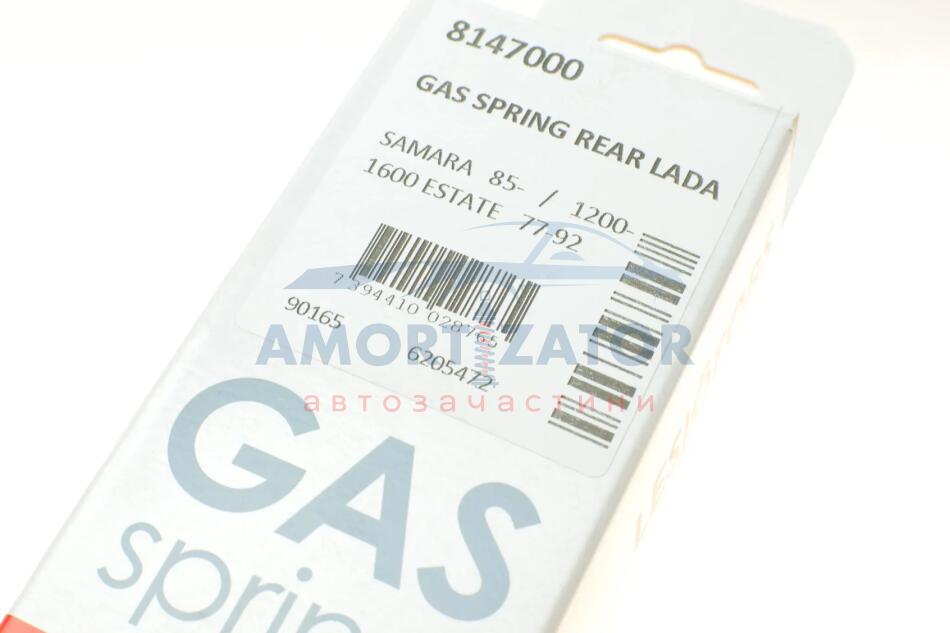 8147000
GAS SPRING REAR LADA
SAMARA 85- / 1200-
1600 ESTATE 77-92
7 394410 028765
90165
6205472
AMORTIZATOR
автозачастини
GAS